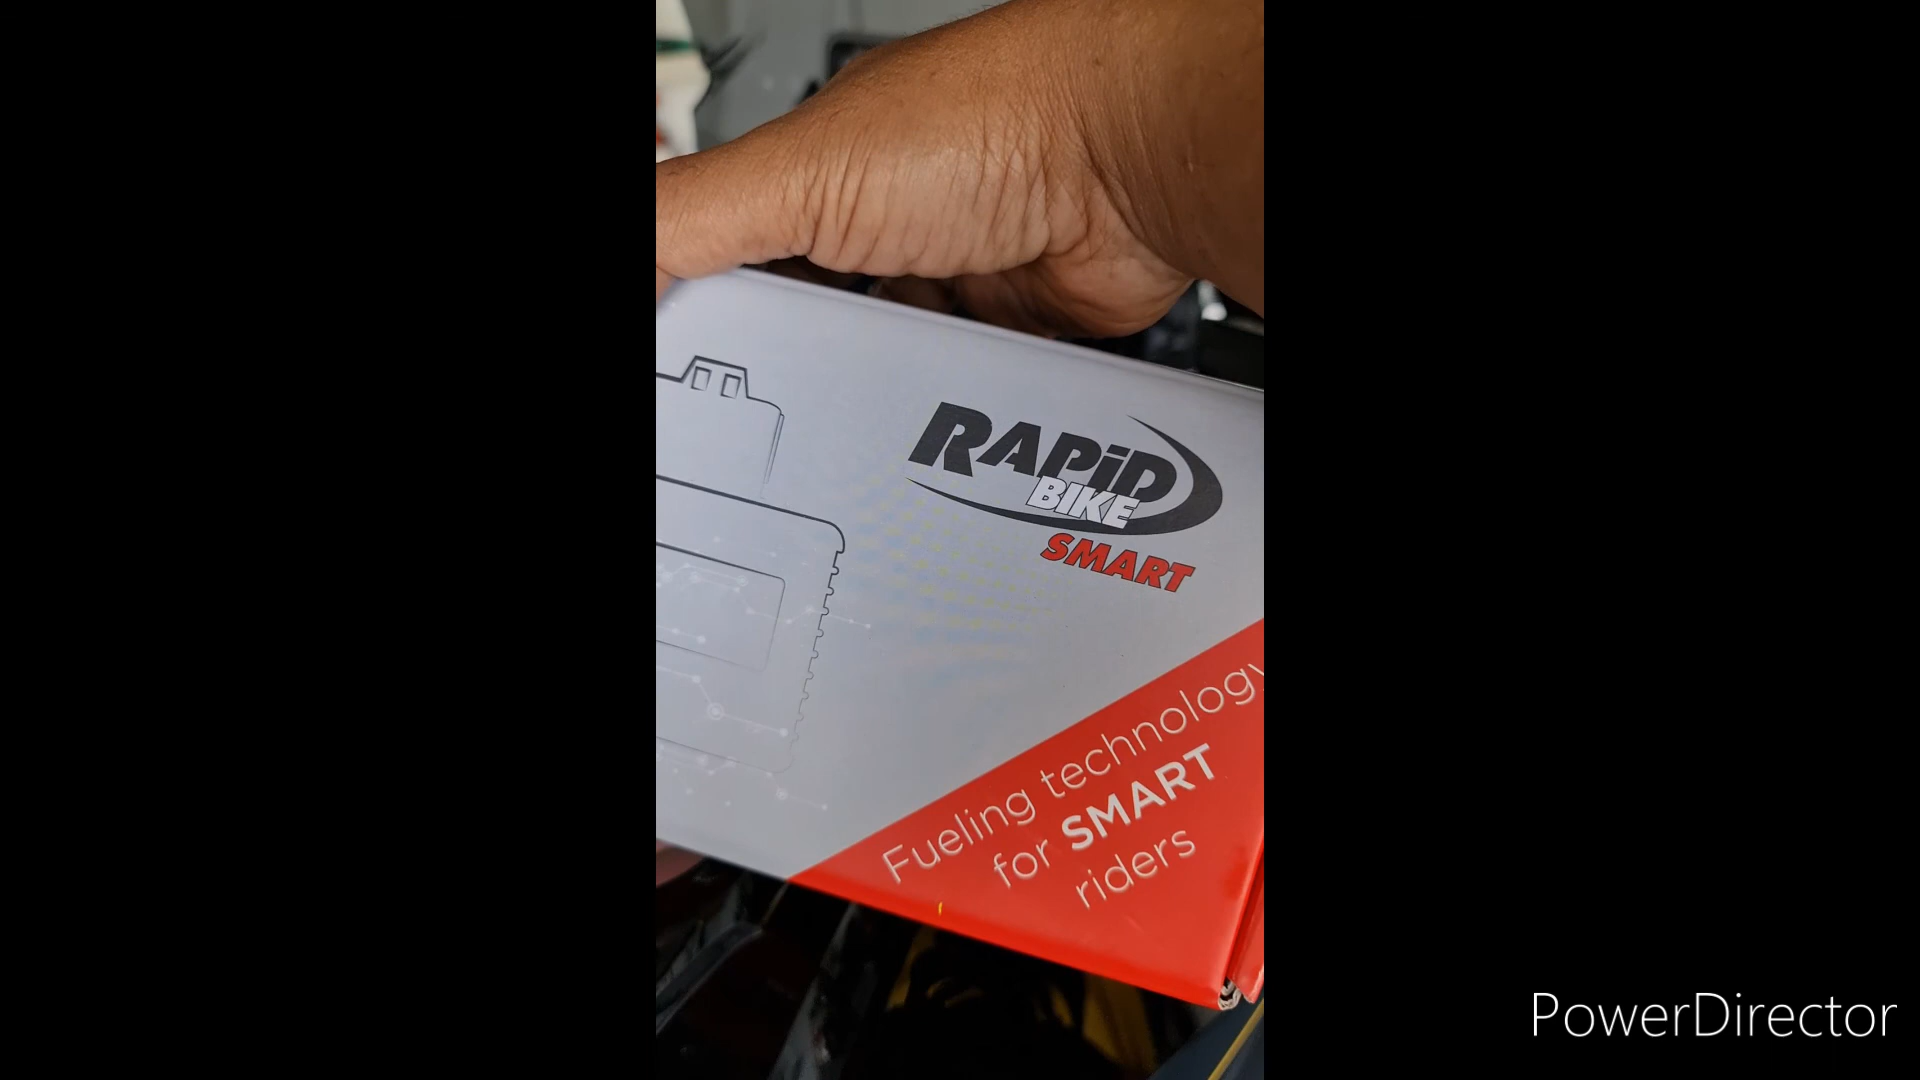 RAPiD
BIKE
SMART
Fueling technology
for SMART
riders
PowerDirector